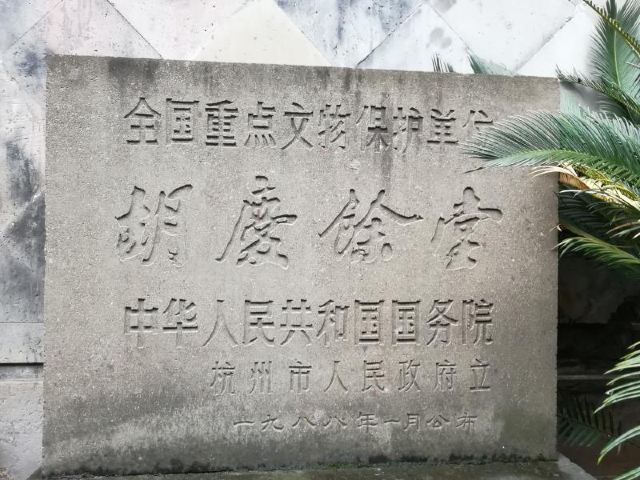 全国重点文物保护单位
胡慶餘堂
中华人民共和国国务院
杭州市人民政府立
一九八八年一月公布